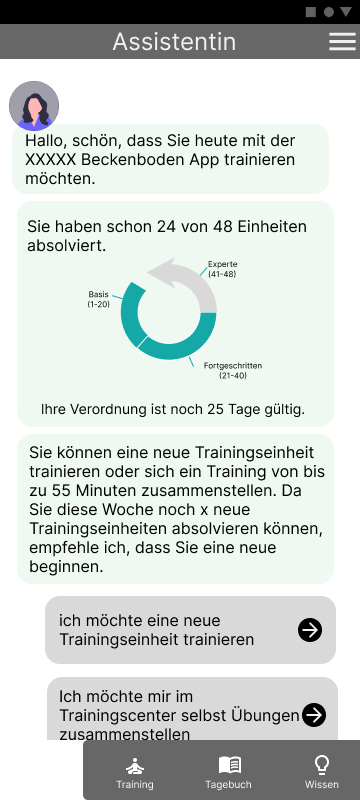 Assistentin
Hallo, schön, dass Sie heute mit der
XXXXX Beckenboden App trainieren
möchten.
Sie haben schon 24 von 48 Einheiten
absolviert.
Experte
(41-48)
Basis
(1-20)
Fortgeschritten
(21-40)
Ihre Verordnung ist noch 25 Tage gültig.
Sie können eine neue Trainingseinheit
trainieren oder sich ein Training von bis
zu 55 Minuten zusammenstellen. Da
Sie diese Woche noch x neue
Trainingseinheiten absolvieren können,
empfehle ich, dass Sie eine neue
beginnen.
ich möchte eine neue
Trainingseinheit trainieren
Ich möchte mir im
Trainingscenter selbst Übungen
zusammenstellen
Training
Tagebuch
Wissen